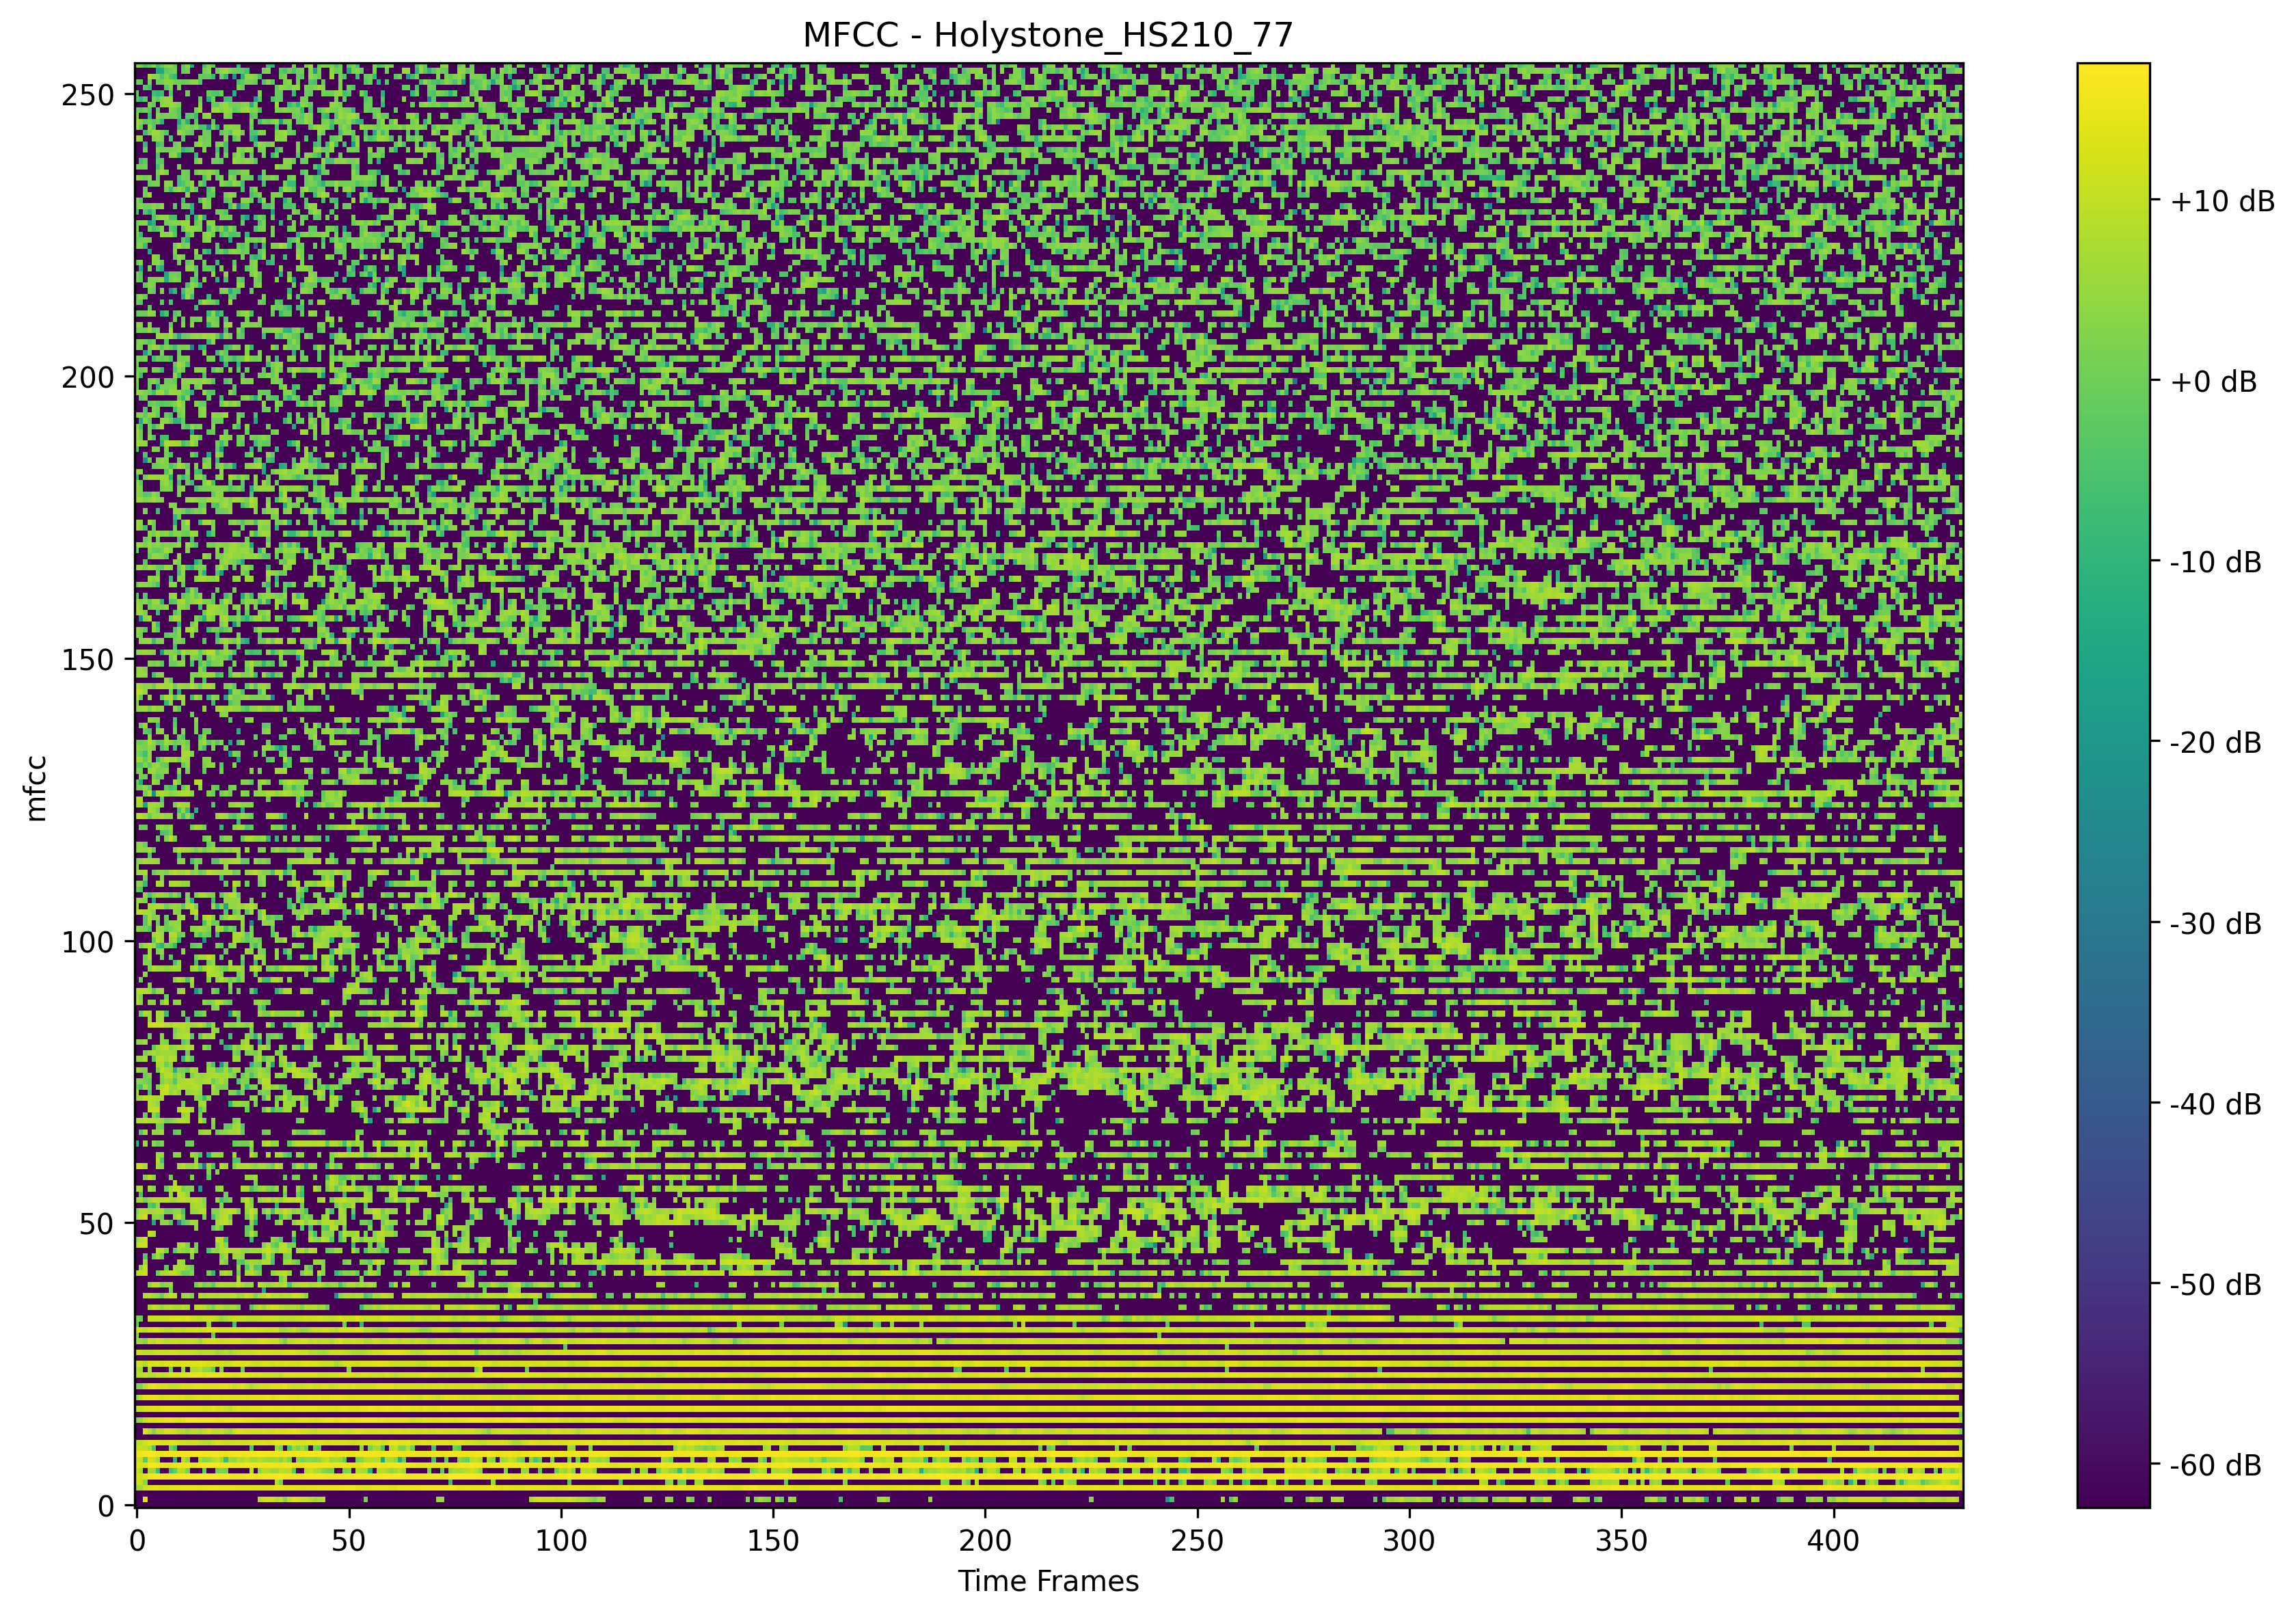 MFCC - Holystone_HS210_77
250
200
150
100
50
0
mfcc
0 50 100 150 200 250 300 350 400
Time Frames
+10 dB
+0 dB
-10 dB
-20 dB
-30 dB
-40 dB
-50 dB
-60 dB